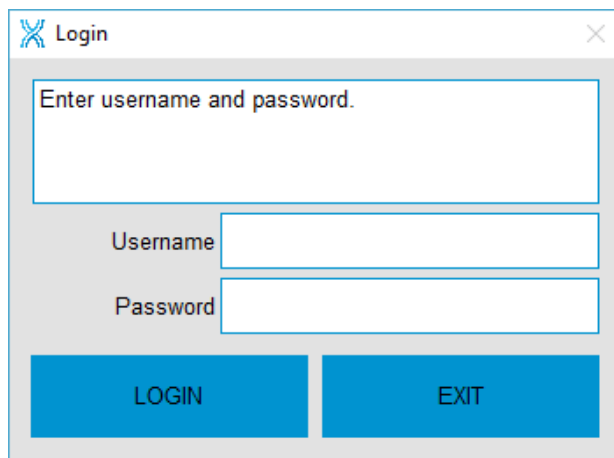 Login
Enter username and password.
Username
Password
LOGIN
EXIT